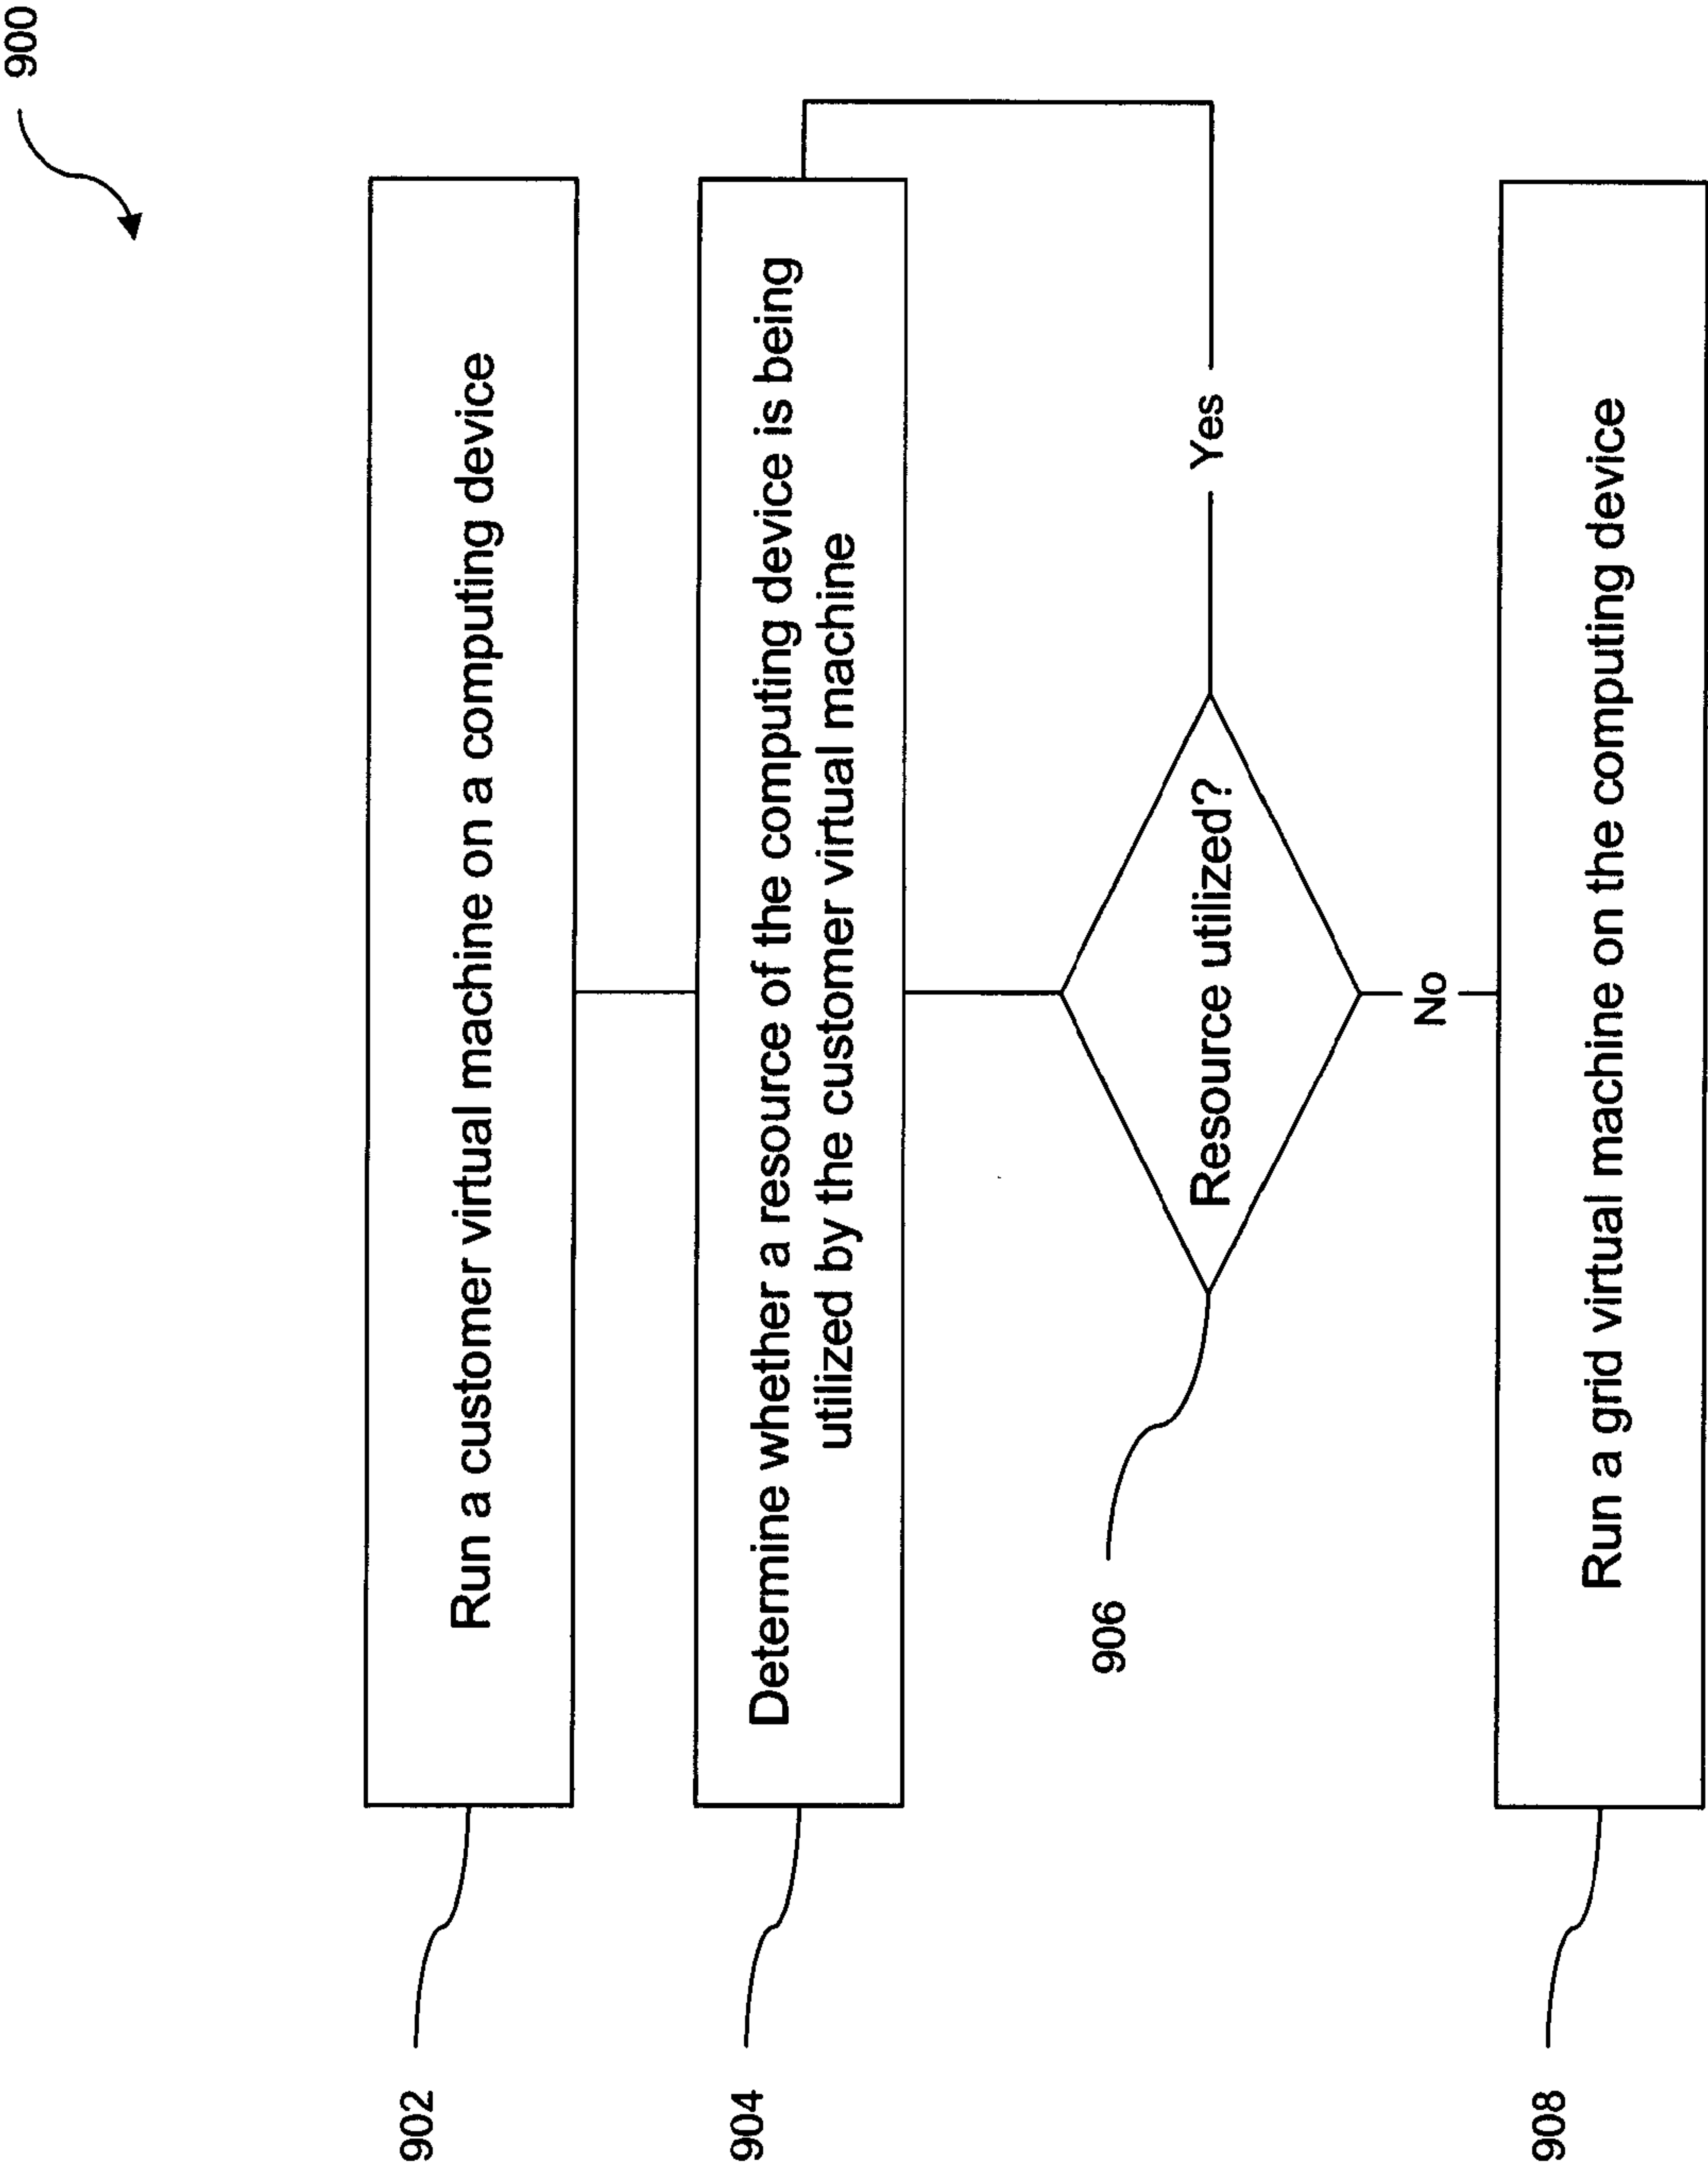 900
902
Run a customer virtual machine on a computing device
904
Determine whether a resource of the computing device is being
utilized by the customer virtual machine
906
Resource utilized?
Yes
No
908
Run a grid virtual machine on the computing device